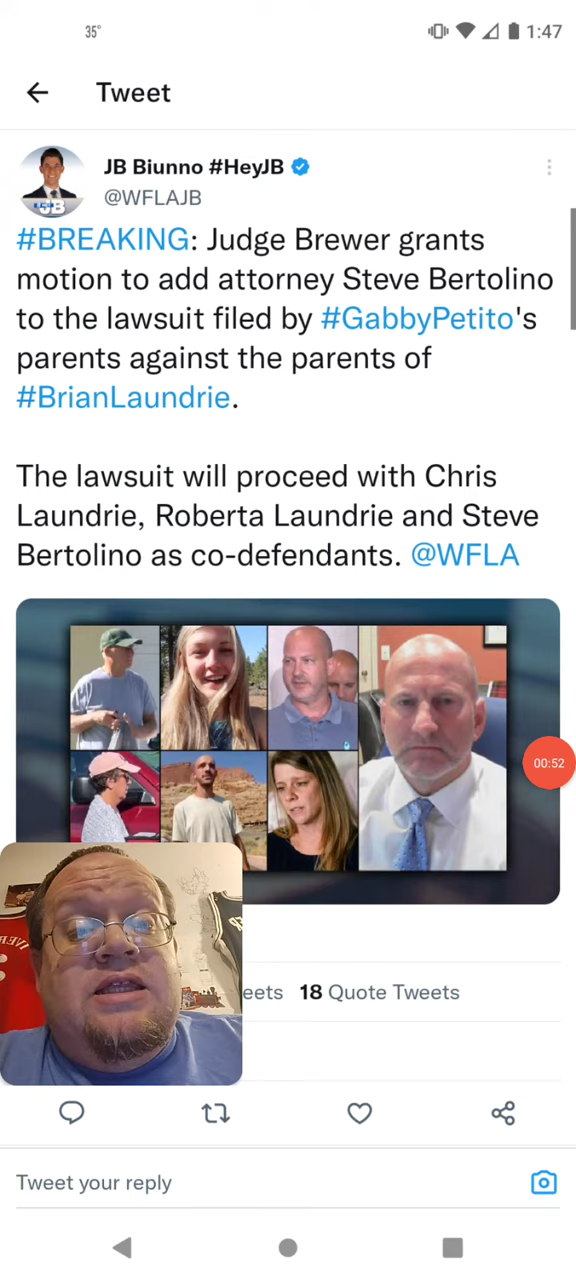 35°
1:47
Tweet
JB Biunno #HeyJB
JB
@WFLAJB
#BREAKING: Judge Brewer grants
motion to add attorney Steve Bertolino
to the lawsuit filed by #GabbyPetito's
parents against the parents of
#BrianLaundrie.
The lawsuit will proceed with Chris
Laundrie, Roberta Laundrie and Steve
Bertolino as co-defendants. @WFLA
00:52
eets 18 Quote Tweets
Tweet your reply